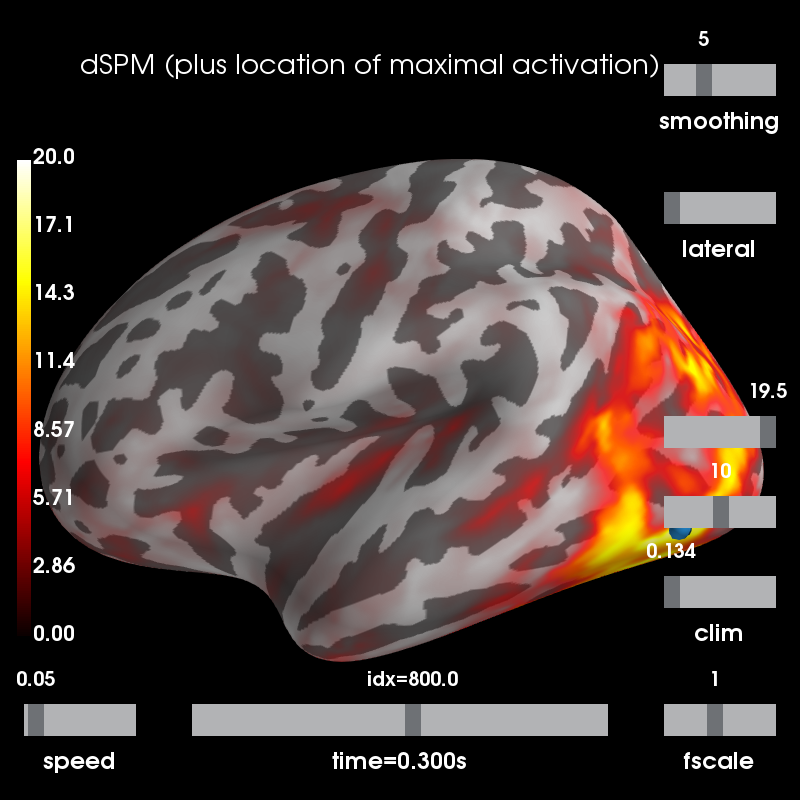 5
dSPM (plus location of maximal activation)
smoothing
20.0
17.1
14.3
11.4
8.57
5.71
2.86
0.00
lateral
19.5
10
0.134
clim
0.05
speed
idx=800.0
time=0.300s
1
fscale